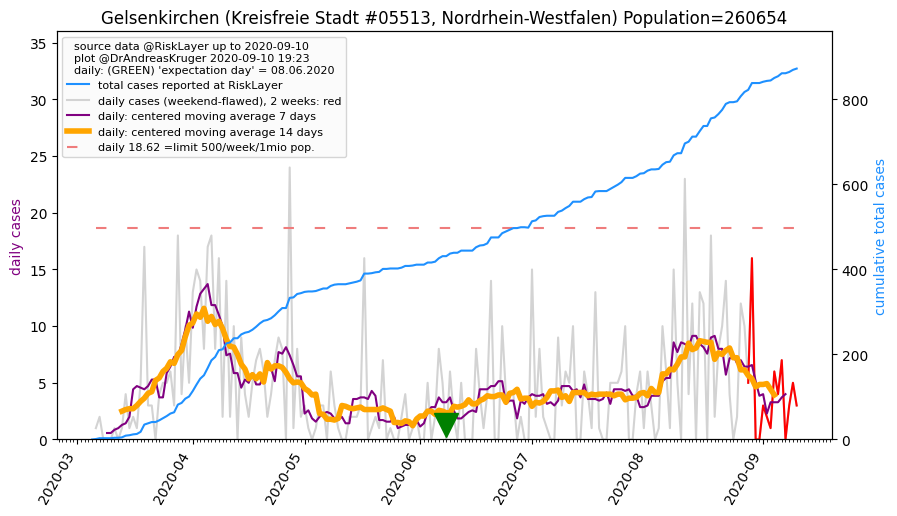 Gelsenkirchen (Kreisfreie Stadt #05513, Nordrhein-Westfalen) Population=260654
source data @RiskLayer up to 2020-09-10
plot @DrAndreasKruger 2020-09-10 19:23
daily: (GREEN) 'expectation day' = 08.06.2020
total cases reported at RiskLayer
daily cases (weekend-flawed), 2 weeks: red
daily: centered moving average 7 days
daily: centered moving average 14 days
daily 18.62 =limit 500/week/1mio pop.
daily cases
35
30
25
20
15
10
5
0
cumulative total cases
800
600
400
200
0
2020-03
2020-04
2020-05
2020-06
2020-07
2020-08
2020-09